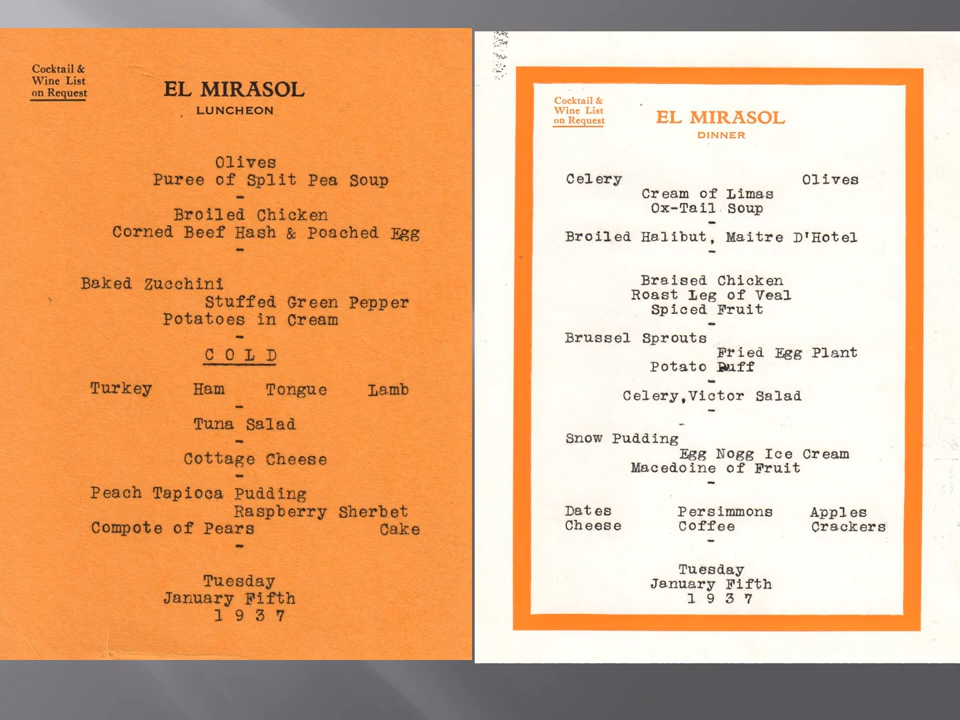 Cocktail &
Wine List
on Request
EL MIRASOL
LUNCHEON
Olives
Puree of Split Pea Soup
-
Broiled Chicken
Corned Beef Hash & Poached Egg
-
Baked Zucchini
Stuffed Green Pepper
Potatoes in Cream
-
C O L D
Turkey Ham Tongue Lamb
-
Tuna Salad
-
Cottage Cheese
-
Peach Tapioca Pudding
Raspberry Sherbet
Compote of Pears Cake
-
Tuesday
January Fifth
1 9 3 7
Cocktail &
Wine List
on Request
EL MIRASOL
DINNER
Celery Olives
Cream of Limas
Ox-Tail Soup
-
Broiled Halibut, Maitre D'Hotel
-
Braised Chicken
Roast Leg of Veal
Spiced Fruit
-
Brussel Sprouts
Fried Egg Plant
Potato Puff
-
Celery,Victor Salad
-
Snow Pudding
Egg Nogg Ice Cream
Macedoine of Fruit
-
Dates Persimmons Apples
Cheese Coffee Crackers
-
Tuesday
January Fifth
1 9 3 7